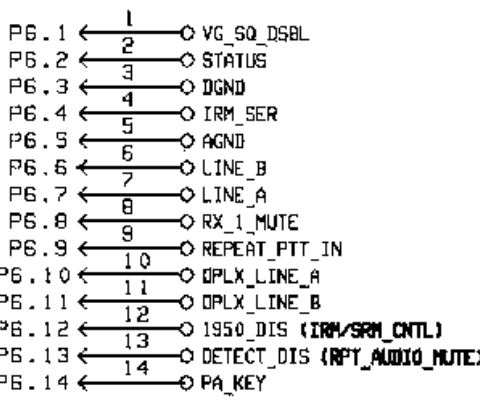 P6.1 1 VG_SQ_DSBL
P6.2 2 STATUS
P6.3 3 DGND
P6.4 4 IRM_SER
P6.5 5 AGND
P6.6 6 LINE_B
P6.7 7 LINE_A
P6.8 8 RX_1_MUTE
P6.9 9 REPEAT_PTT_IN
P6.10 10 DPLX_LINE_A
P6.11 11 DPLX_LINE_B
P6.12 12 1950_DIS (IRM/SRM_CNTL)
P6.13 13 DETECT_DIS (RPT_AUDIO_MUTE)
P6.14 14 PA_KEY